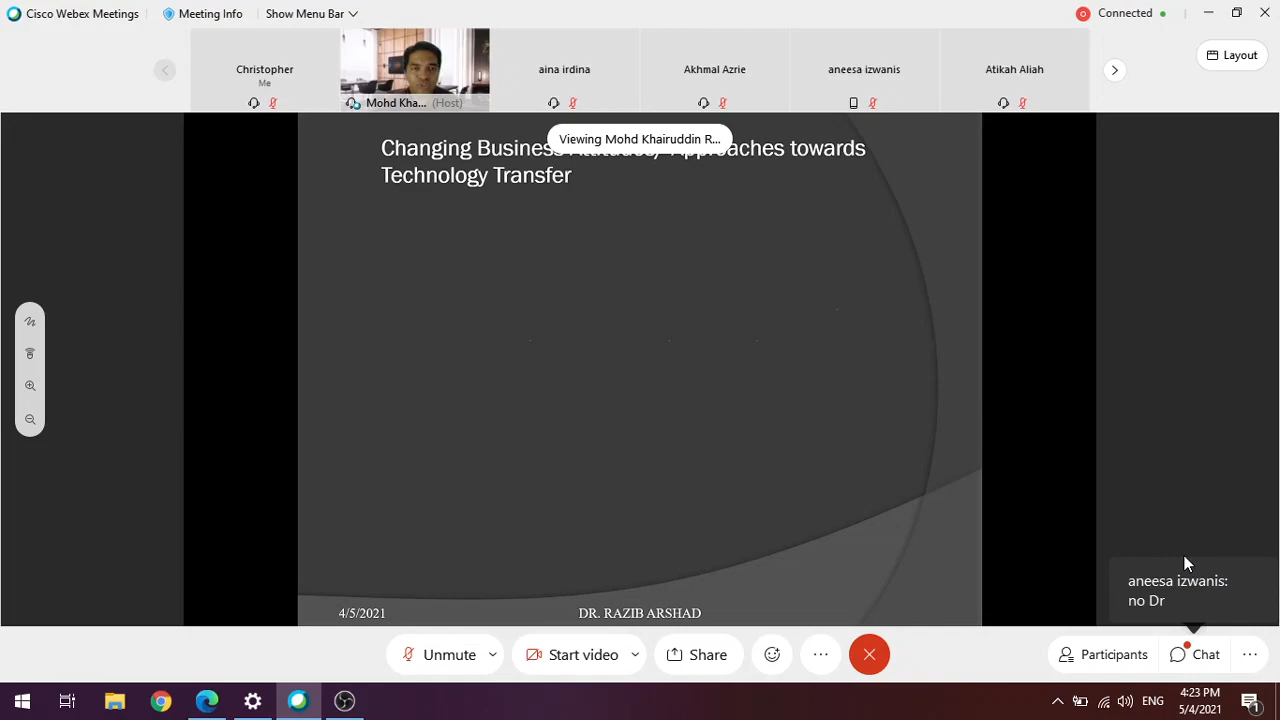 Cisco Webex Meetings
Meeting Info
Show Menu Bar
Connected
Layout
Christopher
Me
Mohd Kha... (Host)
aina irdina
Akhmal Azrie
aneesa izwanis
Atikah Aliah
Viewing Mohd Khairuddin R...
Changing Business Approaches towards
Technology Transfer
4/5/2021
DR. RAZIB ARSHAD
aneesa izwanis:
no Dr
Unmute
Start video
Share
Participants
Chat
ENG
4:23 PM
5/4/2021
1